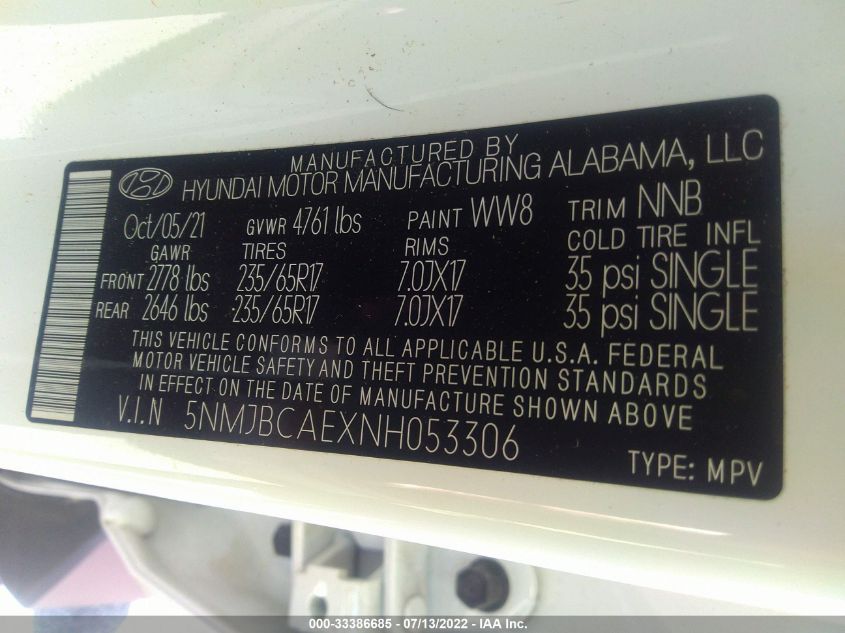 MANUFACTURED BY
HYUNDAI MOTOR MANUFACTURING ALABAMA, LLC
Oct/05/21 GVWR 4761 lbs PAINT WW8 TRIM NNB
GAWR TIRES RIMS COLD TIRE INFL
FRONT 2778 lbs 235/65R17 7.0JX17 35 psi SINGLE
REAR 2646 lbs 235/65R17 7.0JX17 35 psi SINGLE
THIS VEHICLE CONFORMS TO ALL APPLICABLE U.S.A. FEDERAL
MOTOR VEHICLE SAFETY AND THEFT PREVENTION STANDARDS
IN EFFECT ON THE DATE OF MANUFACTURE SHOWN ABOVE
V.I.N 5NMJBCAEXNH053306
TYPE: MPV
000-33386685 - 07/13/2022 - IAA Inc.